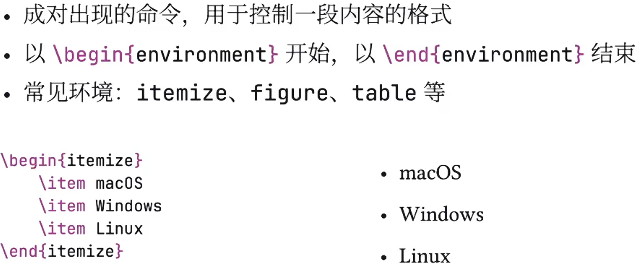 • 成对出现的命令，用于控制一段内容的格式
• 以 \begin{environment} 开始，以 \end{environment} 结束
• 常见环境：itemize、figure、table 等
\begin{itemize}
    \item macOS
    \item Windows
    \item Linux
\end{itemize}
• macOS
• Windows
• Linux